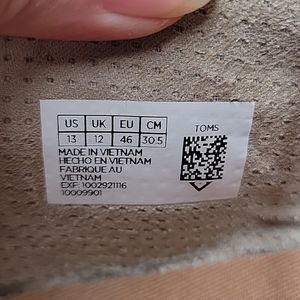 US UK EU CM
13 12 46 30.5
TOMS
MADE IN VIETNAM
HECHO EN VIETNAM
FABRIQUE AU
VIETNAM
EXF: 1002921116
10009901